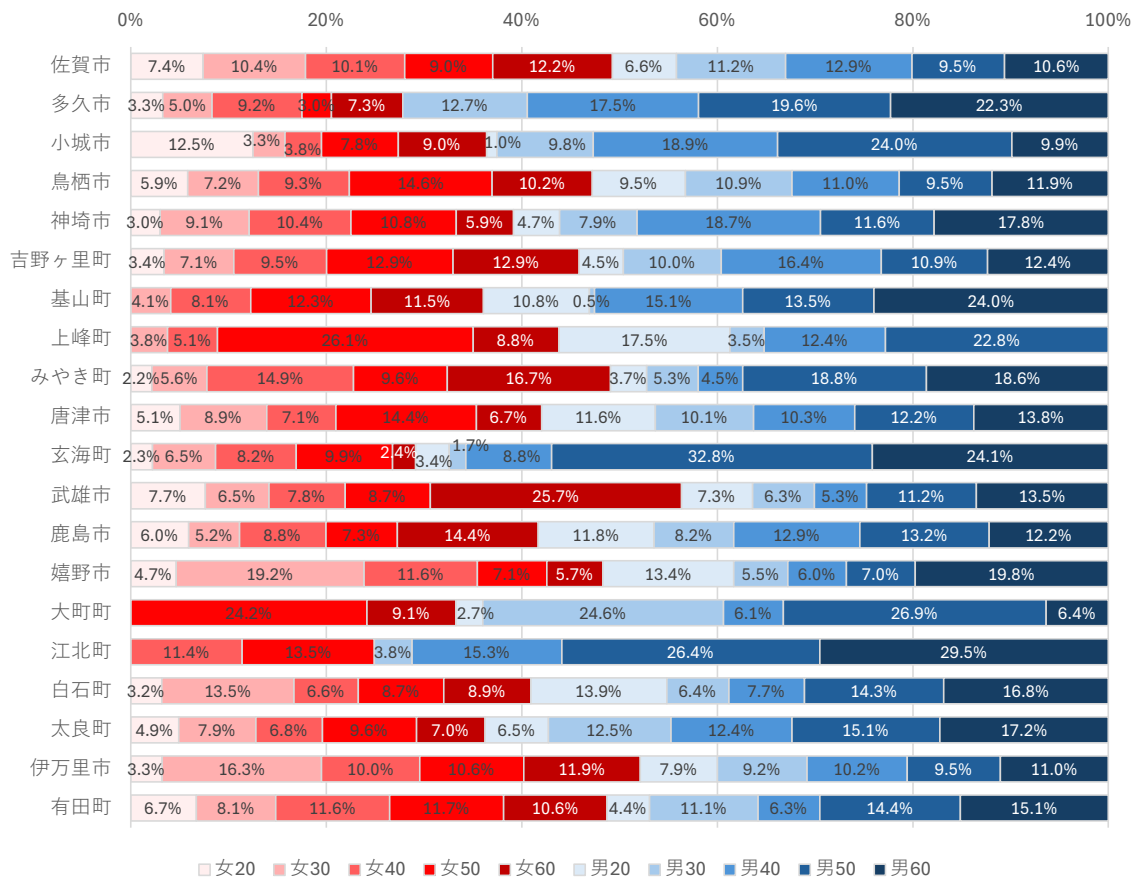 0% 20% 40% 60% 80% 100%
佐賀市 7.4% 10.4% 10.1% 9.0% 12.2% 6.6% 11.2% 12.9% 9.5% 10.6%
多久市 3.3% 5.0% 9.2% 3.0% 7.3% 12.7% 17.5% 19.6% 22.3%
小城市 12.5% 3.3% 3.8% 7.8% 9.0% 1.0% 9.8% 18.9% 24.0% 9.9%
鳥栖市 5.9% 7.2% 9.3% 14.6% 10.2% 9.5% 10.9% 11.0% 9.5% 11.9%
神埼市 3.0% 9.1% 10.4% 10.8% 5.9% 4.7% 7.9% 18.7% 11.6% 17.8%
吉野ヶ里町 3.4% 7.1% 9.5% 12.9% 12.9% 4.5% 10.0% 16.4% 10.9% 12.4%
基山町 4.1% 8.1% 12.3% 11.5% 10.8% 0.5% 15.1% 13.5% 24.0%
上峰町 3.8% 5.1% 26.1% 8.8% 17.5% 3.5% 12.4% 22.8%
みやき町 2.2% 5.6% 14.9% 9.6% 16.7% 3.7% 5.3% 4.5% 18.8% 18.6%
唐津市 5.1% 8.9% 7.1% 14.4% 6.7% 11.6% 10.1% 10.3% 12.2% 13.8%
玄海町 2.3% 6.5% 8.2% 9.9% 2.4% 3.4% 1.7% 8.8% 32.8% 24.1%
武雄市 7.7% 6.5% 7.8% 8.7% 25.7% 7.3% 6.3% 5.3% 11.2% 13.5%
鹿島市 6.0% 5.2% 8.8% 7.3% 14.4% 11.8% 8.2% 12.9% 13.2% 12.2%
嬉野市 4.7% 19.2% 11.6% 7.1% 5.7% 13.4% 5.5% 6.0% 7.0% 19.8%
大町町 24.2% 9.1% 2.7% 24.6% 6.1% 26.9% 6.4%
江北町 11.4% 13.5% 3.8% 15.3% 26.4% 29.5%
白石町 3.2% 13.5% 6.6% 8.7% 8.9% 13.9% 6.4% 7.7% 14.3% 16.8%
太良町 4.9% 7.9% 6.8% 9.6% 7.0% 6.5% 12.5% 12.4% 15.1% 17.2%
伊万里市 3.3% 16.3% 10.0% 10.6% 11.9% 7.9% 9.2% 10.2% 9.5% 11.0%
有田町 6.7% 8.1% 11.6% 11.7% 10.6% 4.4% 11.1% 6.3% 14.4% 15.1%
女20 女30 女40 女50 女60 男20 男30 男40 男50 男60